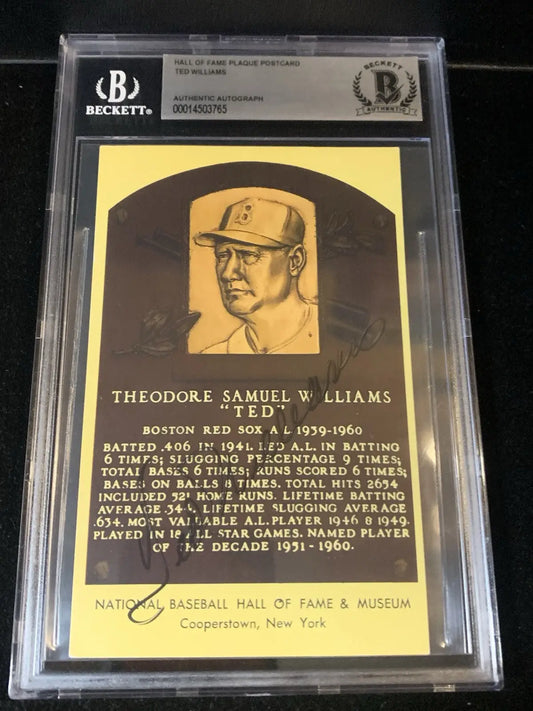 HALL OF FAME PLAQUE POSTCARD
TED WILLIAMS
AUTHENTIC AUTOGRAPH
00014503765
B
BECKETT
BECKETT
B
AUTHENTIC
B
THEODORE SAMUEL WILLIAMS
"TED"
BOSTON RED SOX A.L. 1939-1960
BATTED .406 IN 1941. LED A.L. IN BATTING
6 TIMES; SLUGGING PERCENTAGE 9 TIMES;
TOTAL BASES 6 TIMES; RUNS SCORED 6 TIMES;
BASES ON BALLS 8 TIMES. TOTAL HITS 2654
INCLUDED 521 HOME RUNS. LIFETIME BATTING
AVERAGE .344. LIFETIME SLUGGING AVERAGE
.634. MOST VALUABLE A.L. PLAYER 1946 & 1949.
PLAYED IN 18 ALL STAR GAMES. NAMED PLAYER
OF THE DECADE 1951-1960.
Ted Williams
NATIONAL BASEBALL HALL OF FAME & MUSEUM
Cooperstown, New York